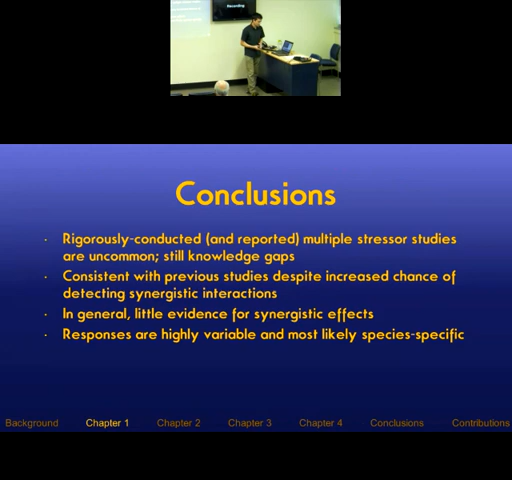 Recording
Conclusions
· Rigorously-conducted (and reported) multiple stressor studies
are uncommon; still knowledge gaps
· Consistent with previous studies despite increased chance of
detecting synergistic interactions
· In general, little evidence for synergistic effects
· Responses are highly variable and most likely species-specific
Background Chapter 1 Chapter 2 Chapter 3 Chapter 4 Conclusions Contributions